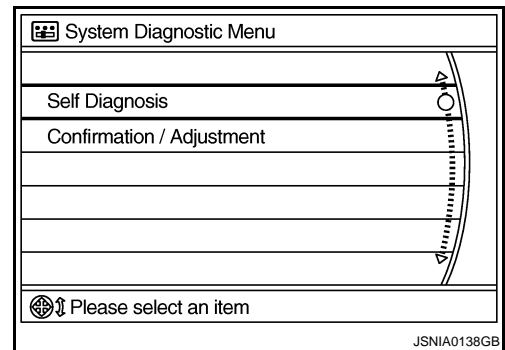 System Diagnostic Menu
Self Diagnosis
Confirmation / Adjustment
Please select an item
JSNIA0138GB